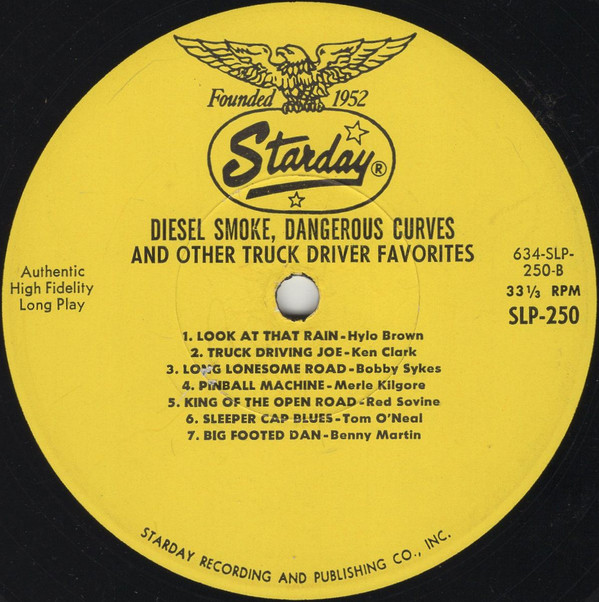 Founded 1952
Starday®
DIESEL SMOKE, DANGEROUS CURVES
AND OTHER TRUCK DRIVER FAVORITES
Authentic
High Fidelity
Long Play
634-SLP-
250-B
33⅓ RPM
SLP-250
1. LOOK AT THAT RAIN-Hylo Brown
2. TRUCK DRIVING JOE-Ken Clark
3. LONG LONESOME ROAD-Bobby Sykes
4. PINBALL MACHINE-Merle Kilgore
5. KING OF THE OPEN ROAD-Red Sovine
6. SLEEPER CAP BLUES-Tom O'Neal
7. BIG FOOTED DAN-Benny Martin
STARDAY RECORDING AND PUBLISHING CO., INC.